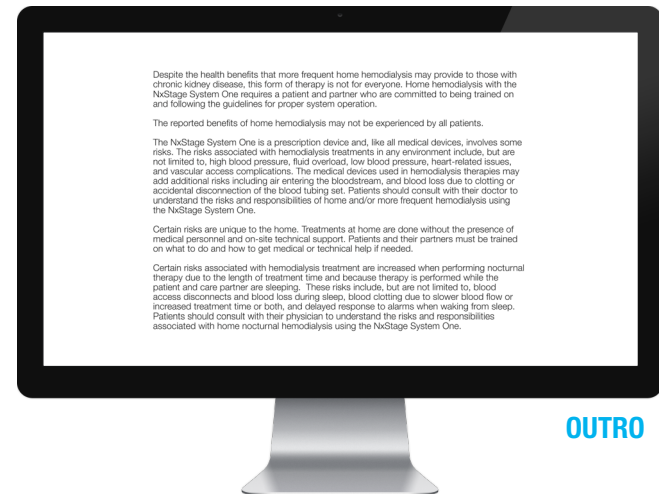 Despite the health benefits that more frequent home hemodialysis may provide to those with
chronic kidney disease, this form of therapy is not for everyone. Home hemodialysis with the
NxStage System One requires a patient and partner who are committed to being trained on
and following the guidelines for proper system operation.
The reported benefits of home hemodialysis may not be experienced by all patients.
The NxStage System One is a prescription device and, like all medical devices, involves some
risks. The risks associated with hemodialysis treatments in any environment include, but are
not limited to, high blood pressure, fluid overload, low blood pressure, heart-related issues,
and vascular access complications. The medical devices used in hemodialysis therapies may
add additional risks including air entering the bloodstream, and blood loss due to clotting or
accidental disconnection of the blood tubing set. Patients should consult with their doctor to
understand the risks and responsibilities of home and/or more frequent hemodialysis using
the NxStage System One.
Certain risks are unique to the home. Treatments at home are done without the presence of
medical personnel and on-site technical support. Patients and their partners must be trained
on what to do and how to get medical or technical help if needed.
Certain risks associated with hemodialysis treatment are increased when performing nocturnal
therapy due to the length of treatment time and because therapy is performed while the
patient and care partner are sleeping. These risks include, but are not limited to, blood
access disconnects and blood loss during sleep, blood clotting due to slower blood flow or
increased treatment time or both, and delayed response to alarms when waking from sleep.
Patients should consult with their physician to understand the risks and responsibilities
associated with home nocturnal hemodialysis using the NxStage System One.
OUTRO